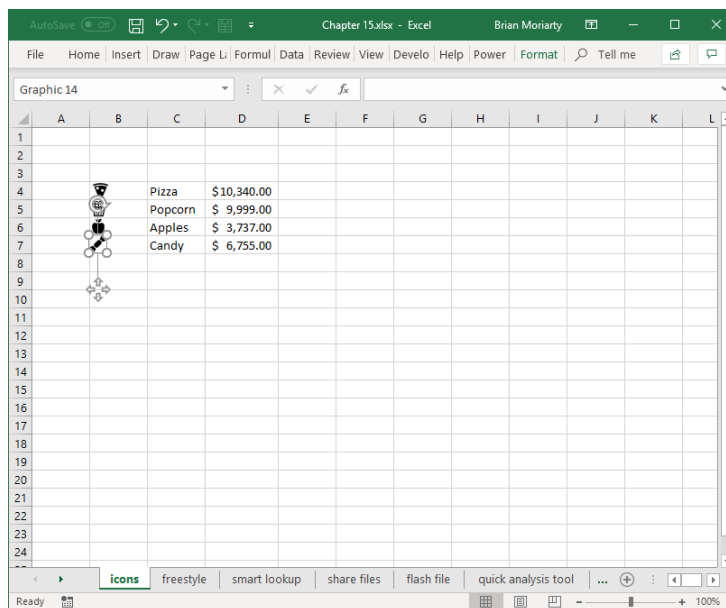 AutoSave Off Chapter 15.xlsx - Excel Brian Moriarty
File Home Insert Draw Page La Formul Data Review View Develo Help Power Format Tell me
Graphic 14 fx
A B C D E F G H I J K L
1
2
3
4 Pizza $10,340.00
5 Popcorn $ 9,999.00
6 Apples $ 3,737.00
7 Candy $ 6,755.00
8
9
10
11
12
13
14
15
16
17
18
19
20
21
22
23
24
icons freestyle smart lookup share files flash file quick analysis tool ...
Ready 100%